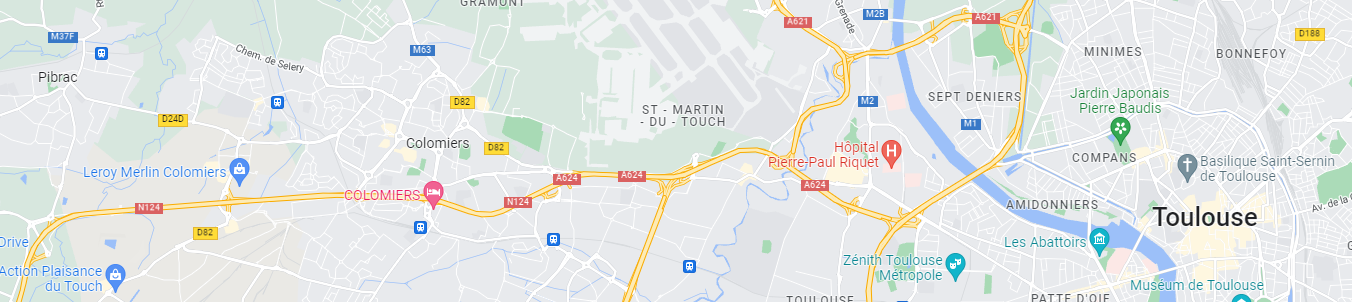 GRAMONT
M37F
Chem. de Selery
M63
Pibrac
D24D
D82
Colomiers
D82
Leroy Merlin Colomiers
COLOMIERS
N124
D82
N124
A624
A624
Drive
Action Plaisance
du Touch
ST - MARTIN
- DU - TOUCH
A621
Grenade
M2B
A621
M2
SEPT DENIERS
M1
Hôpital
Pierre-Paul Riquet
A624
MINIMES
BONNEFOY
D188
Jardin Japonais
Pierre Baudis
COMPANS
Basilique Saint-Sernin
de Toulouse
AMIDONNIERS
Toulouse
Les Abattoirs
Zénith Toulouse
Métropole
Muséum de Toulouse
TOULOUSE
PATTE D'OIE
Av. de la